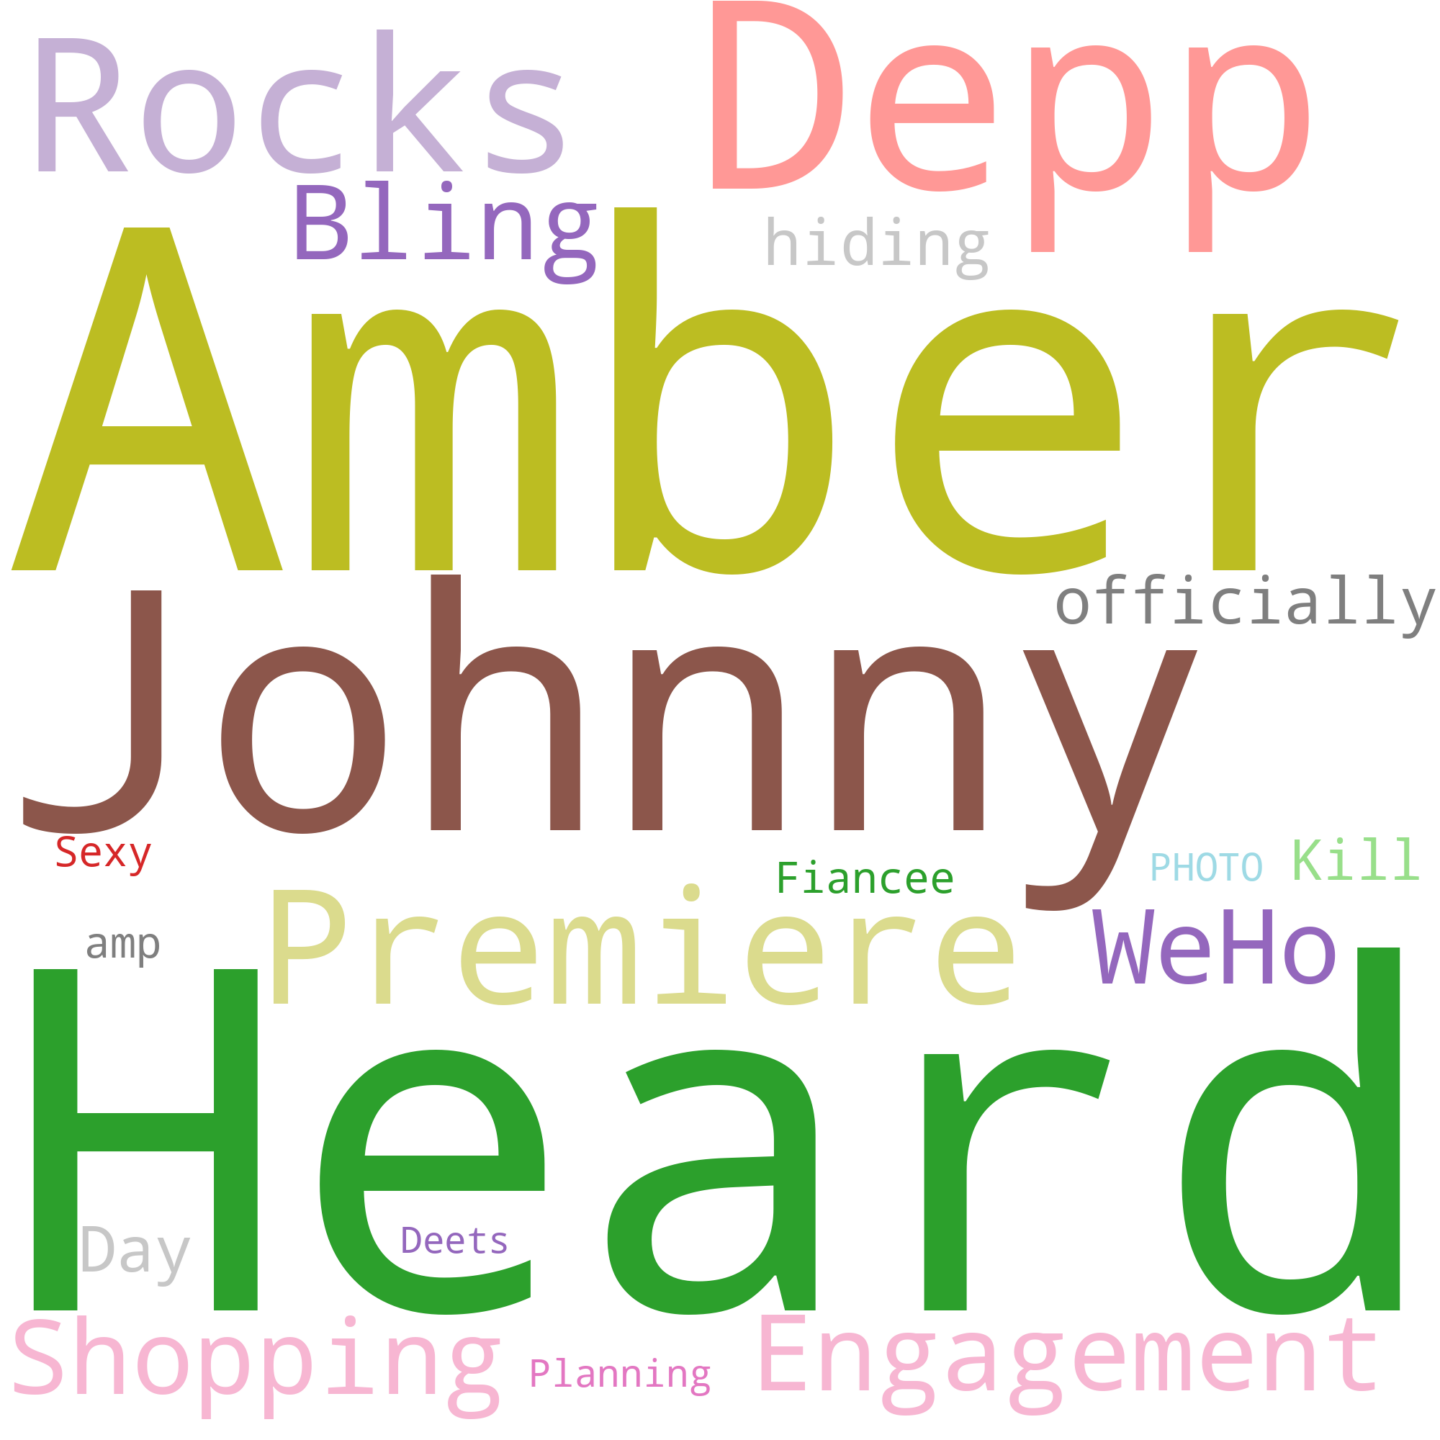 Rocks Depp
Bling hiding
Amber
officially
Johnny
Sexy Fiancee PHOTO Kill
amp Premiere WeHo
Heard
Day Deets
Shopping Planning Engagement